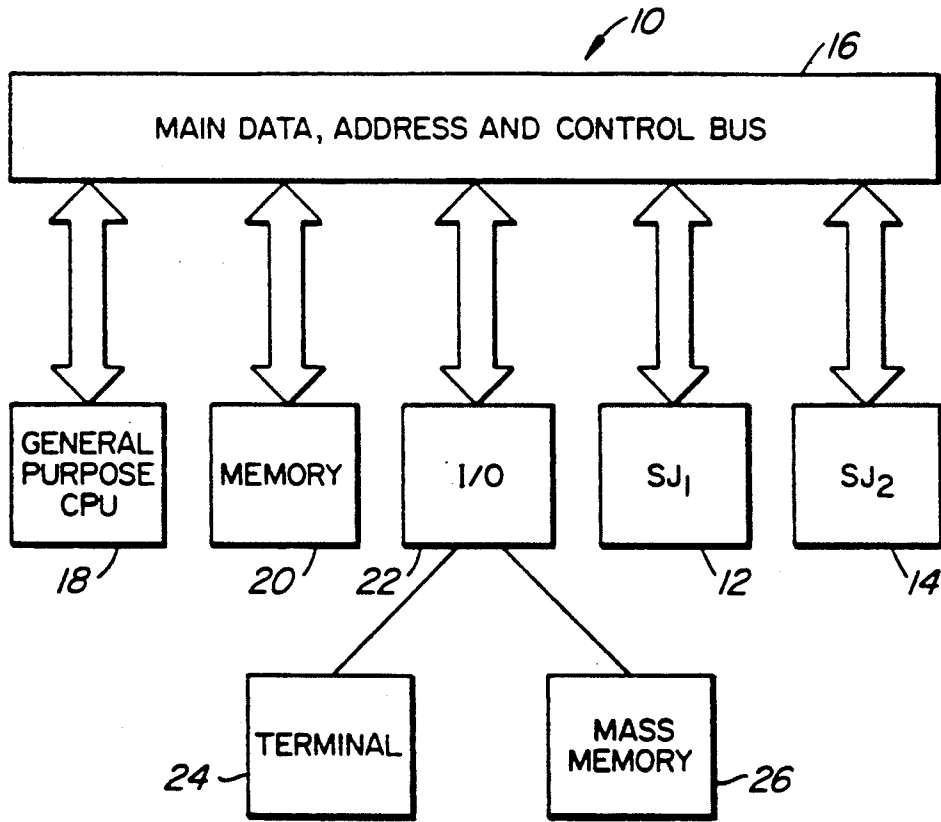 10
16
MAIN DATA, ADDRESS AND CONTROL BUS
GENERAL
PURPOSE
CPU
MEMORY
I/O
SJ1
SJ2
18
20
22
12
14
TERMINAL
MASS
MEMORY
24
26